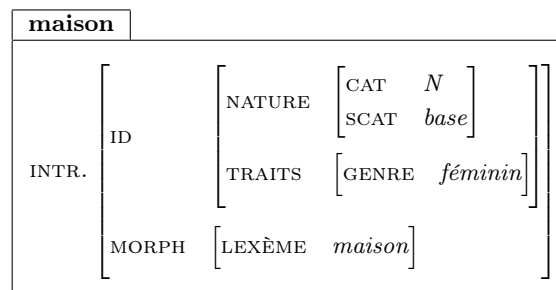 maison
CAT N
NATURE
SCAT base
ID
INTR.
TRAITS GENRE féminin
MORPH LEXÈME maison